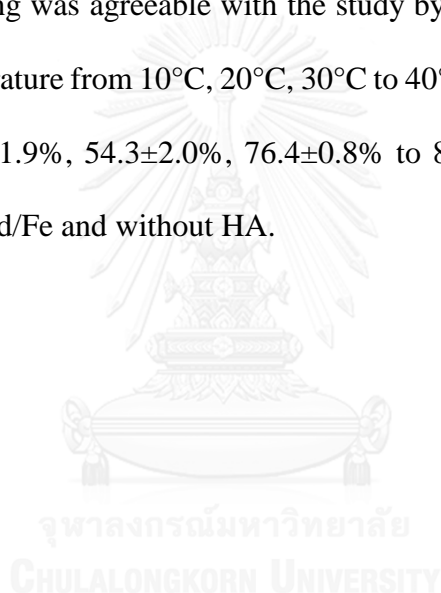 ng was agreeable with the study by
rature from 10°C, 20°C, 30°C to 40°
1.9%, 54.3±2.0%, 76.4±0.8% to 8
d/Fe and without HA.
จุฬาลงกรณ์มหาวิทยาลัย
CHULALONGKORN UNIVERSITY